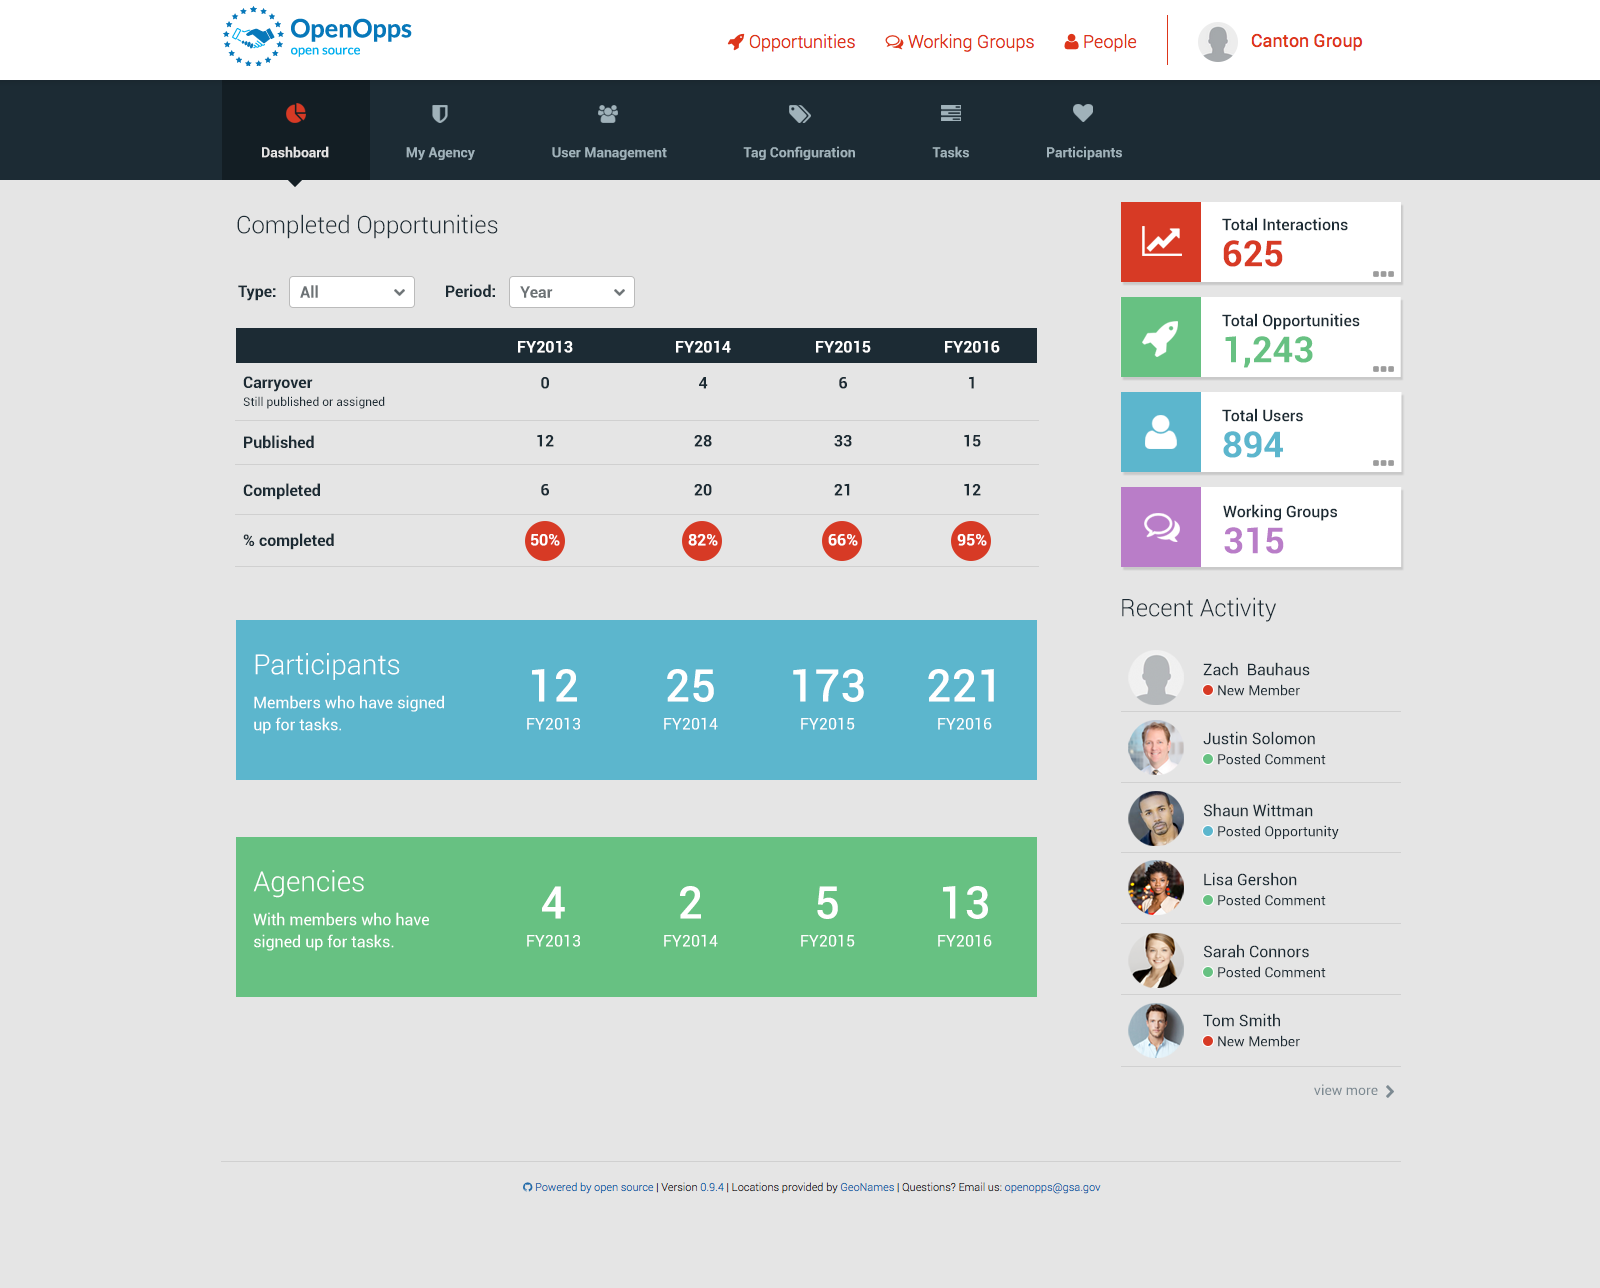 OpenOpps
open source
Opportunities
Working Groups
People
Canton Group
Dashboard
My Agency
User Management
Tag Configuration
Tasks
Participants
Completed Opportunities
Type: All Period: Year
FY2013 FY2014 FY2015 FY2016
Carryover 0 4 6 1
Still published or assigned
Published 12 28 33 15
Completed 6 20 21 12
% completed 50% 82% 66% 95%
Participants
Members who have signed
up for tasks.
12 25 173 221
FY2013 FY2014 FY2015 FY2016
Agencies
With members who have
signed up for tasks.
4 2 5 13
FY2013 FY2014 FY2015 FY2016
Total Interactions
625
Total Opportunities
1,243
Total Users
894
Working Groups
315
Recent Activity
Zach Bauhaus
New Member
Justin Solomon
Posted Comment
Shaun Wittman
Posted Opportunity
Lisa Gershon
Posted Comment
Sarah Connors
Posted Comment
Tom Smith
New Member
view more
Powered by open source | Version 0.9.4 | Locations provided by GeoNames | Questions? Email us: openopps@gsa.gov